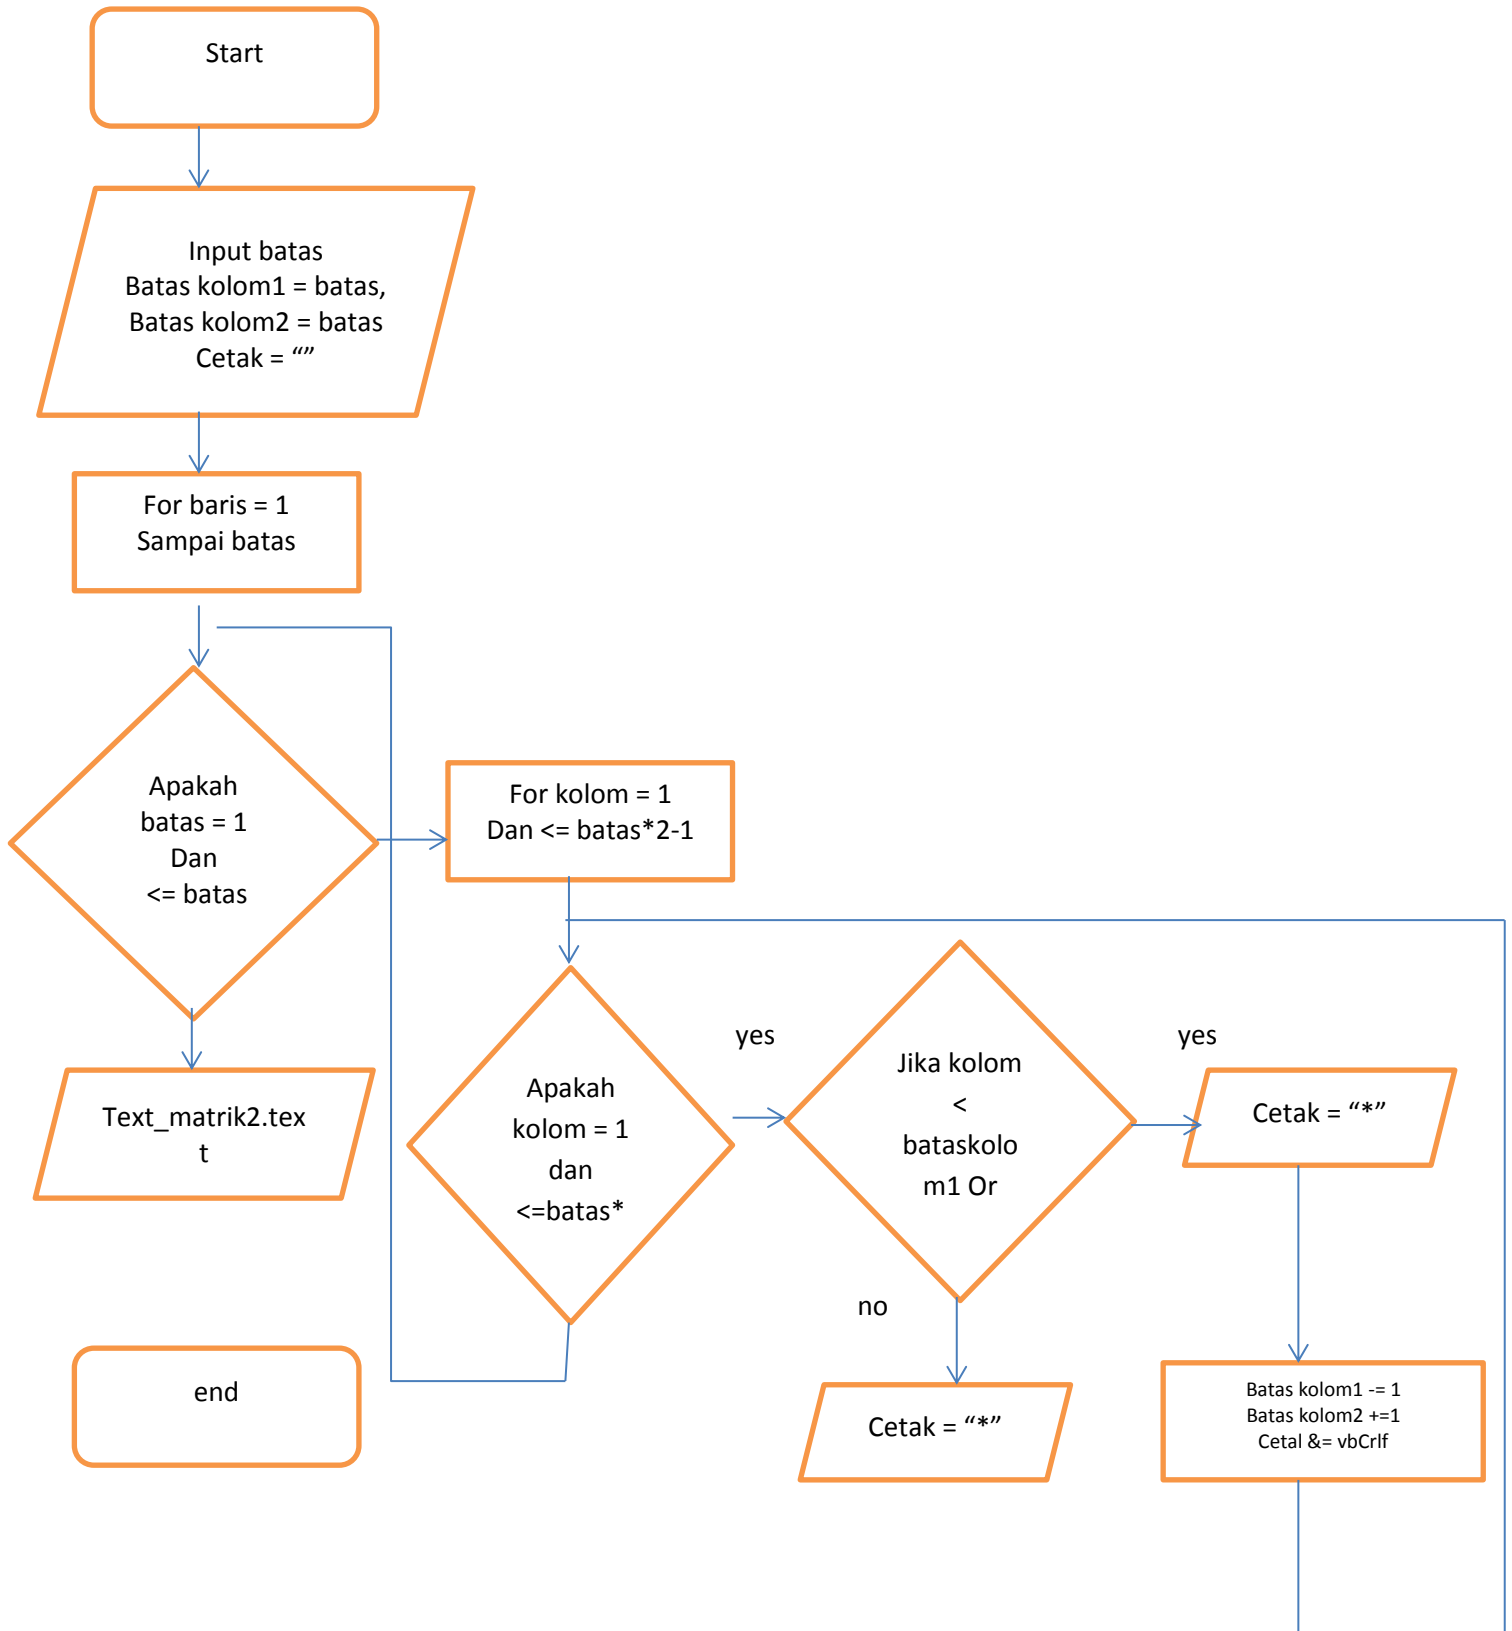 Start
Input batas
Batas kolom1 = batas,
Batas kolom2 = batas
Cetak = “”
For baris = 1
Sampai batas
Apakah
batas = 1
Dan
<= batas
For kolom = 1
Dan <= batas*2-1
Text_matrik2.tex
t
Apakah
kolom = 1
dan
<=batas*
yes
Jika kolom
<
bataskolo
m1 Or
yes
Cetak = “*”
no
Cetak = “*”
Batas kolom1 -= 1
Batas kolom2 +=1
Cetal &= vbCrlf
end